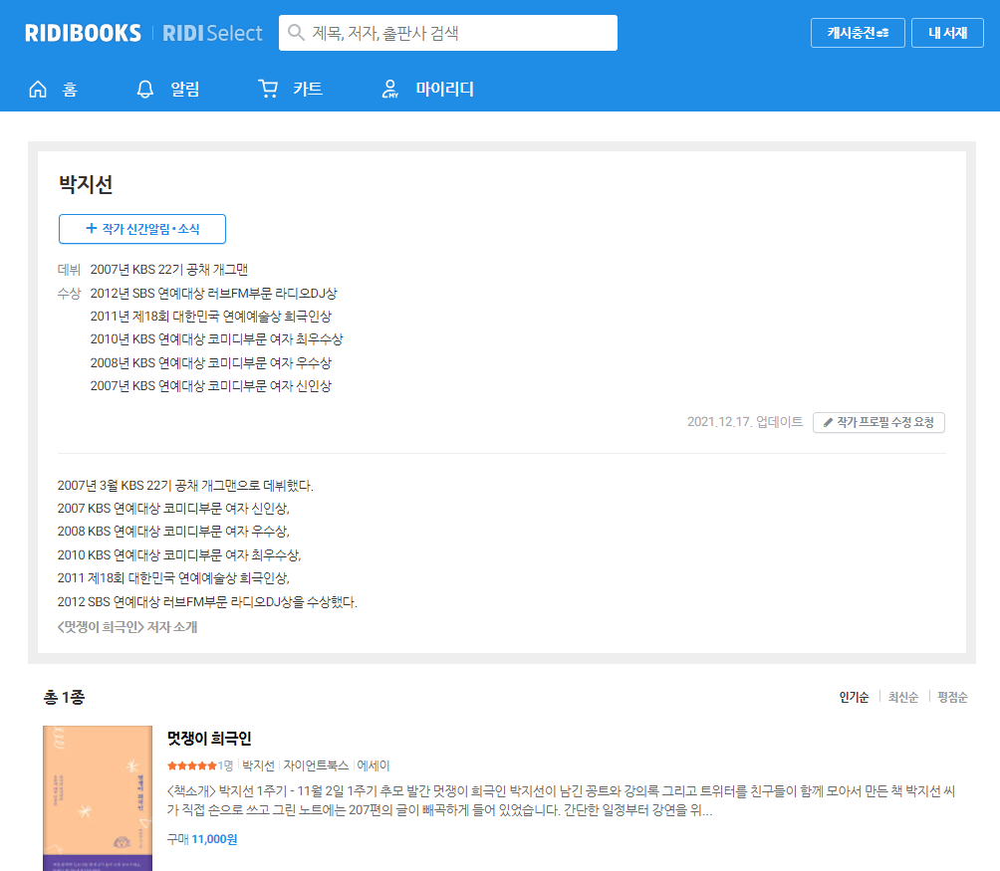 RIDIBOOKS RIDI Select 제목, 저자, 출판사 검색 캐시충전 내 서재
홈 알림 카트 마이리디
박지선
+ 작가 신간알림•소식
데뷔 2007년 KBS 22기 공채 개그맨
수상 2012년 SBS 연예대상 러브FM부문 라디오DJ상
2011년 제18회 대한민국 연예예술상 희극인상
2010년 KBS 연예대상 코미디부문 여자 최우수상
2008년 KBS 연예대상 코미디부문 여자 우수상
2007년 KBS 연예대상 코미디부문 여자 신인상
2021.12.17. 업데이트 작가 프로필 수정 요청
2007년 3월 KBS 22기 공채 개그맨으로 데뷔했다.
2007 KBS 연예대상 코미디부문 여자 신인상,
2008 KBS 연예대상 코미디부문 여자 우수상,
2010 KBS 연예대상 코미디부문 여자 최우수상,
2011 제18회 대한민국 연예예술상 희극인상,
2012 SBS 연예대상 러브FM부문 라디오DJ상을 수상했다.
<멋쟁이 희극인> 저자 소개
총 1종 인기순 최신순 평점순
멋쟁이 희극인
1명 박지선 자이언트북스 에세이
<책소개> 박지선 1주기 - 11월 2일 1주기 추모 발간 멋쟁이 희극인 박지선이 남긴 꽁트와 강의록 그리고 트위터를 친구들이 함께 모아서 만든 책 박지선 씨
가 직접 손으로 쓰고 그린 노트에는 207편의 글이 빼곡하게 들어 있었습니다. 간단한 일정부터 강연을 위...
구매 11,000원
멋쟁이 희극인